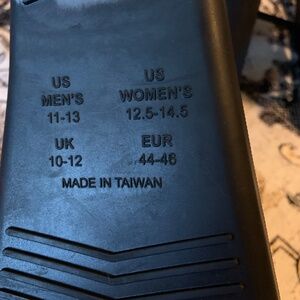 US MEN'S 11-13
US WOMEN'S 12.5-14.5
UK 10-12
EUR 44-46
MADE IN TAIWAN